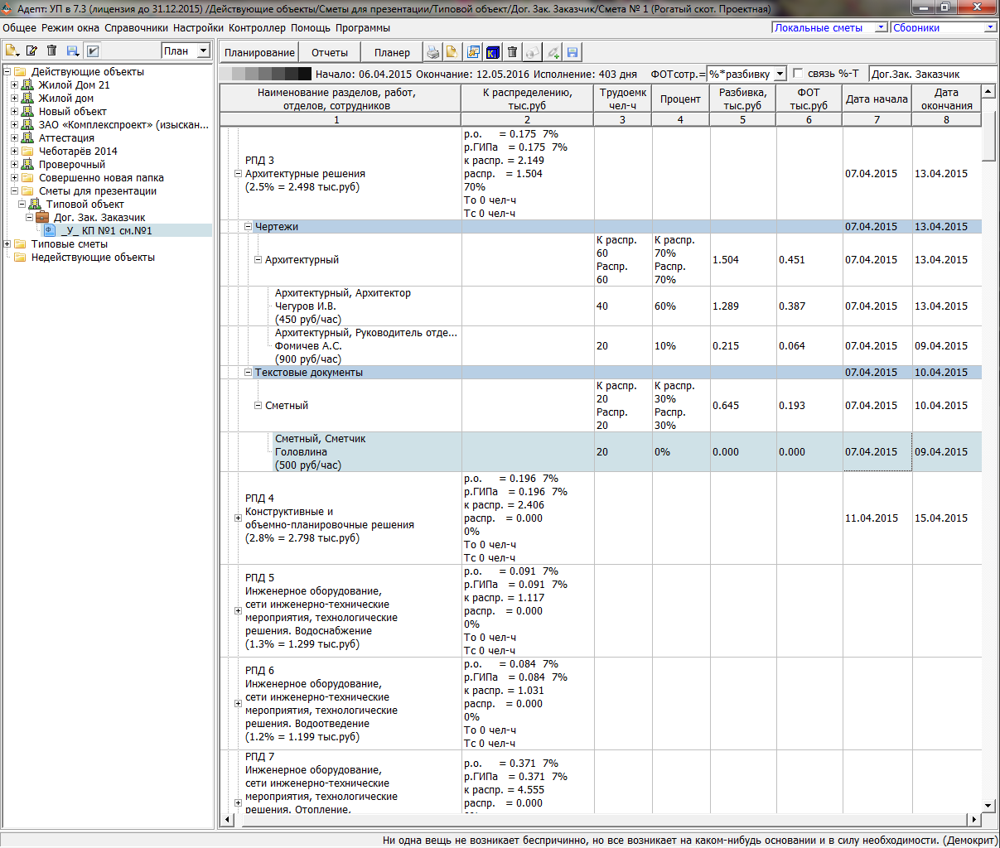 Адепт: УП в 7.3 (лицензия до 31.12.2015) /Действующие объекты/Сметы для презентации/Типовой объект/Дог. Зак. Заказчик/Смета № 1 (Рогатый скот. Проектная)
Общее Режим окна Справочники Настройки Контроллер Помощь Программы
Локальные сметы Сборники
План
Планирование Отчеты Планер
Начало: 06.04.2015 Окончание: 12.05.2016 Исполнение: 403 дня ФОТсотр.= %*разбивку связь %-Т Дог.Зак. Заказчик
Действующие объекты
Жилой Дом 21
Жилой дом
Новый объект
ЗАО «Комплекспроект» (изыскан...
Аттестация
Чеботарёв 2014
Проверочный
Совершенно новая папка
Сметы для презентации
Типовой объект
Дог. Зак. Заказчик
_У_ КП №1 см.№1
Типовые сметы
Недействующие объекты
Наименование разделов, работ,
отделов, сотрудников
К распределению,
тыс.руб
Трудоемк
чел-ч
Процент
Разбивка,
тыс.руб
ФОТ
тыс.руб
Дата начала
Дата
окончания
1 2 3 4 5 6 7 8
РПД 3
Архитектурные решения
(2.5% = 2.498 тыс.руб)
р.о. = 0.175 7%
р.ГИПа = 0.175 7%
к распр. = 2.149
распр. = 1.504
70%
То 0 чел-ч
Тс 0 чел-ч
07.04.2015 13.04.2015
Чертежи 07.04.2015 13.04.2015
Архитектурный
К распр.
60
Распр.
60
К распр.
70%
Распр.
70%
1.504 0.451 07.04.2015 13.04.2015
Архитектурный, Архитектор
Чегуров И.В.
(450 руб/час)
40 60% 1.289 0.387 07.04.2015 13.04.2015
Архитектурный, Руководитель отде...
Фомичев А.С.
(900 руб/час)
20 10% 0.215 0.064 07.04.2015 09.04.2015
Текстовые документы 07.04.2015 10.04.2015
Сметный
К распр.
20
Распр.
20
К распр.
30%
Распр.
30%
0.645 0.193 07.04.2015 10.04.2015
Сметный, Сметчик
Головлина
(500 руб/час)
20 0% 0.000 0.000 07.04.2015 09.04.2015
РПД 4
Конструктивные и
объемно-планировочные решения
(2.8% = 2.798 тыс.руб)
р.о. = 0.196 7%
р.ГИПа = 0.196 7%
к распр. = 2.406
распр. = 0.000
0%
То 0 чел-ч
Тс 0 чел-ч
11.04.2015 15.04.2015
РПД 5
Инженерное оборудование,
сети инженерно-технические
мероприятия, технологические
решения. Водоснабжение
(1.3% = 1.299 тыс.руб)
р.о. = 0.091 7%
р.ГИПа = 0.091 7%
к распр. = 1.117
распр. = 0.000
0%
То 0 чел-ч
Тс 0 чел-ч
РПД 6
Инженерное оборудование,
сети инженерно-технические
мероприятия, технологические
решения. Водоотведение
(1.2% = 1.199 тыс.руб)
р.о. = 0.084 7%
р.ГИПа = 0.084 7%
к распр. = 1.031
распр. = 0.000
0%
То 0 чел-ч
Тс 0 чел-ч
РПД 7
Инженерное оборудование,
сети инженерно-технические
мероприятия, технологические
решения. Отопление,
р.о. = 0.371 7%
р.ГИПа = 0.371 7%
к распр. = 4.555
распр. = 0.000
Ни одна вещь не возникает беспричинно, но все возникает на каком-нибудь основании и в силу необходимости. (Демокрит)